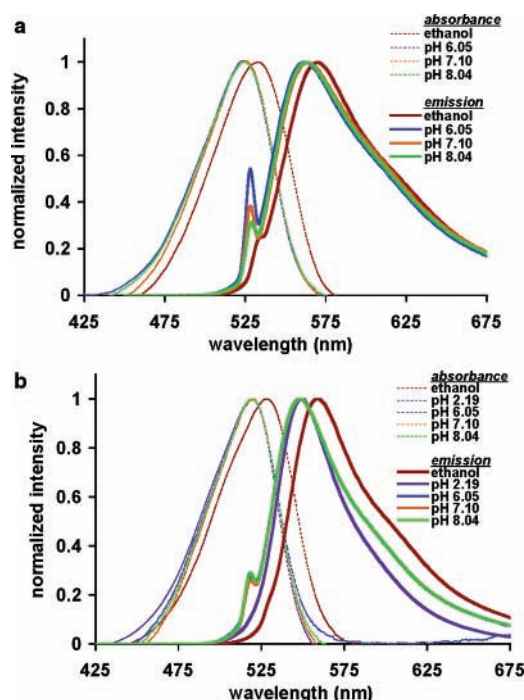 a
absorbance
ethanol
pH 6.05
pH 7.10
pH 8.04
emission
ethanol
pH 6.05
pH 7.10
pH 8.04
normalized intensity
1
0.8
0.6
0.4
0.2
0
425 475 525 575 625 675
wavelength (nm)
b
absorbance
ethanol
pH 2.19
pH 6.05
pH 7.10
pH 8.04
emission
ethanol
pH 2.19
pH 6.05
pH 7.10
pH 8.04
normalized intensity
1
0.8
0.6
0.4
0.2
0
425 475 525 575 625 675
wavelength (nm)